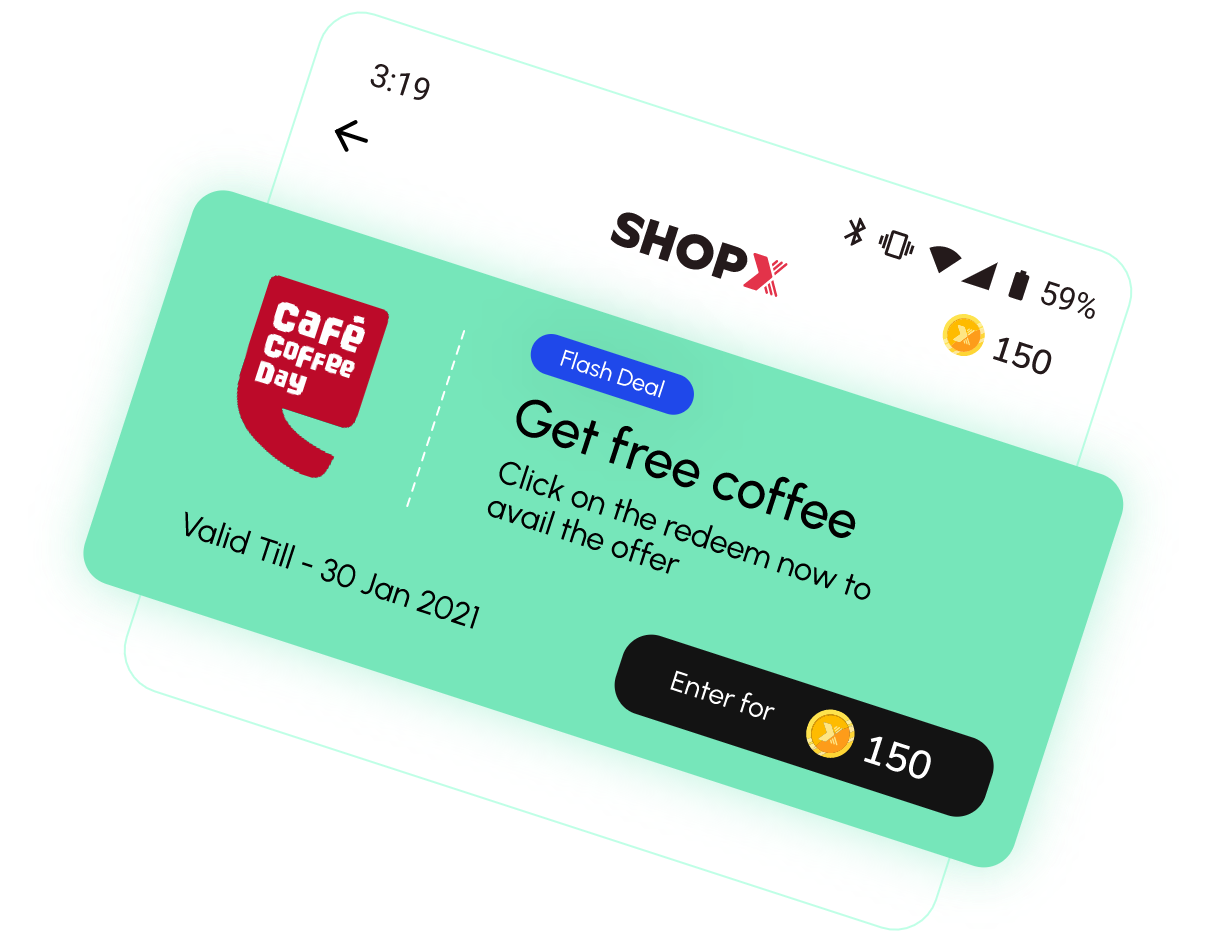 3:19
SHOPX
59%
150
Café
Coffee
Day
Flash Deal
Get free coffee
Click on the redeem now to
avail the offer
Valid Till - 30 Jan 2021
Enter for 150